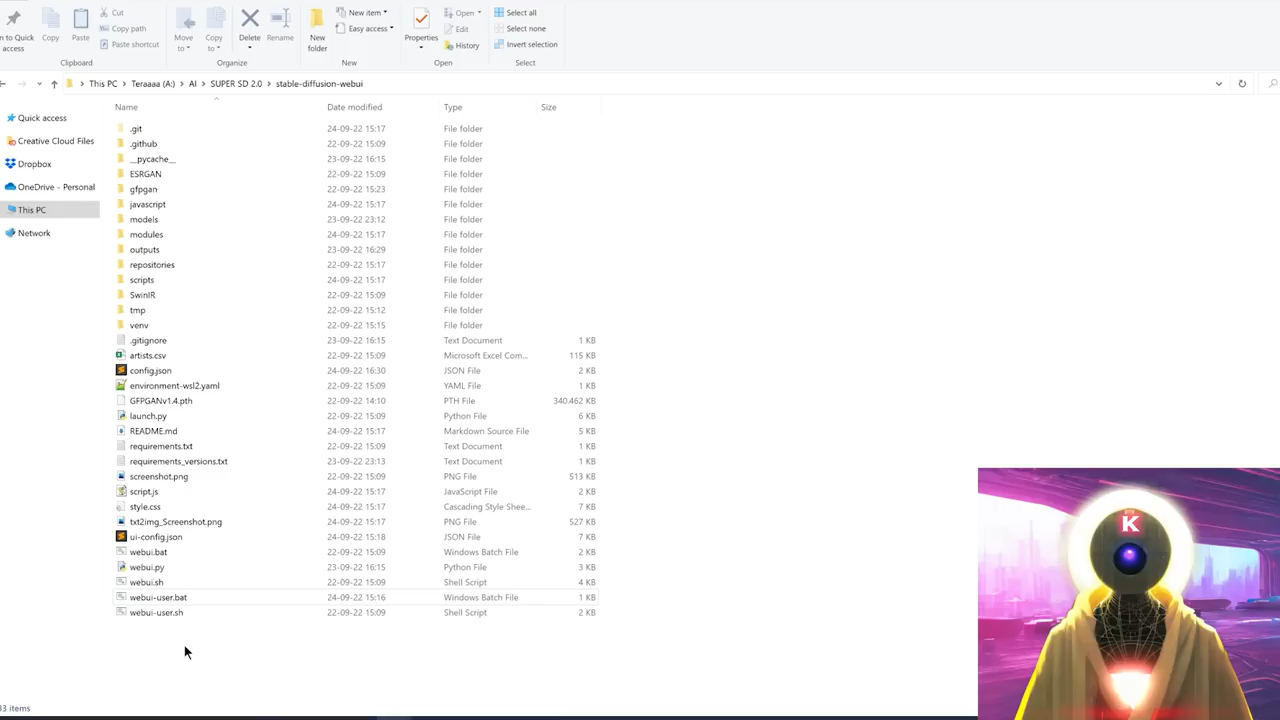 n to Quick access
Copy
Paste
Cut
Copy path
Paste shortcut
Clipboard
Move to
Copy to
Delete
Rename
Organize
New folder
New item
Easy access
New
Properties
Open
Edit
History
Open
Select all
Select none
Invert selection
Select
This PC > Teraaaa (A:) > AI > SUPER SD 2.0 > stable-diffusion-webui
Name Date modified Type Size
Quick access
Creative Cloud Files
Dropbox
OneDrive - Personal
This PC
Network
.git 24-09-22 15:17 File folder
.github 22-09-22 15:09 File folder
__pycache__ 23-09-22 16:15 File folder
ESRGAN 22-09-22 15:09 File folder
gfpgan 22-09-22 15:23 File folder
javascript 24-09-22 15:17 File folder
models 23-09-22 23:12 File folder
modules 24-09-22 15:17 File folder
outputs 23-09-22 16:29 File folder
repositories 22-09-22 15:17 File folder
scripts 24-09-22 15:17 File folder
SwinIR 22-09-22 15:09 File folder
tmp 22-09-22 15:12 File folder
venv 22-09-22 15:15 File folder
.gitignore 23-09-22 16:15 Text Document 1 KB
artists.csv 22-09-22 15:09 Microsoft Excel Com... 115 KB
config.json 24-09-22 16:30 JSON File 2 KB
environment-wsl2.yaml 22-09-22 15:09 YAML File 1 KB
GFPGANv1.4.pth 22-09-22 14:10 PTH File 340.462 KB
launch.py 22-09-22 15:09 Python File 6 KB
README.md 24-09-22 15:17 Markdown Source File 5 KB
requirements.txt 22-09-22 15:09 Text Document 1 KB
requirements_versions.txt 23-09-22 23:13 Text Document 1 KB
screenshot.png 22-09-22 15:09 PNG File 513 KB
script.js 24-09-22 15:17 JavaScript File 2 KB
style.css 24-09-22 15:17 Cascading Style Shee... 7 KB
txt2img_Screenshot.png 24-09-22 15:17 PNG File 527 KB
ui-config.json 24-09-22 15:18 JSON File 7 KB
webui.bat 22-09-22 15:09 Windows Batch File 2 KB
webui.py 23-09-22 16:15 Python File 3 KB
webui.sh 22-09-22 15:09 Shell Script 4 KB
webui-user.bat 24-09-22 15:16 Windows Batch File 1 KB
webui-user.sh 22-09-22 15:09 Shell Script 2 KB
K
33 items